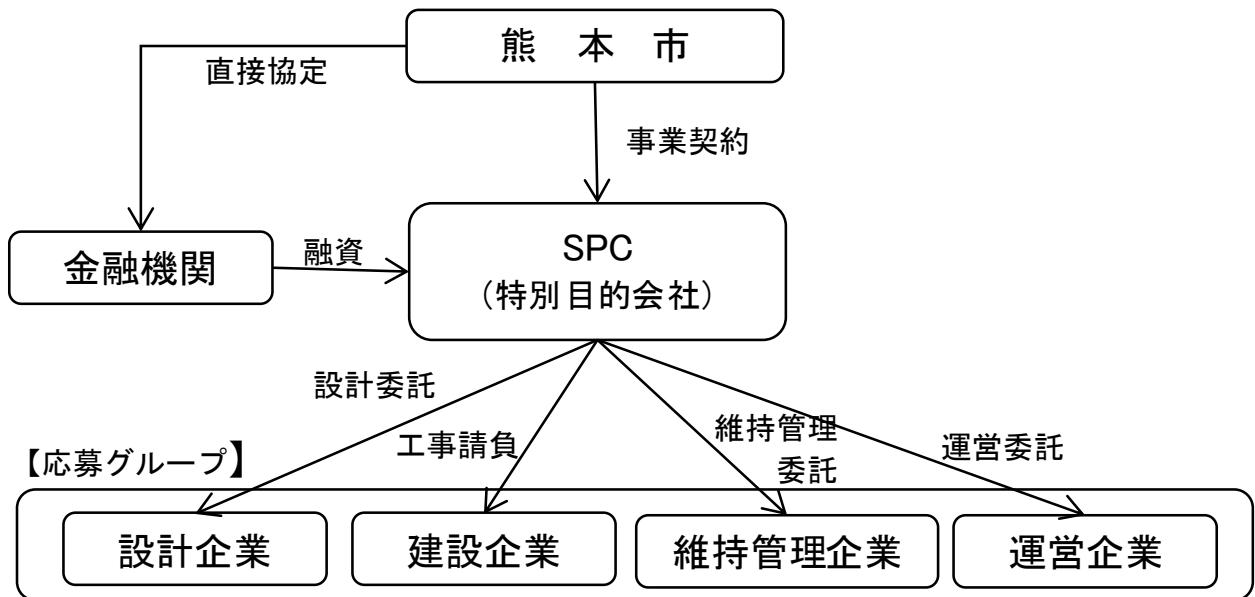 熊　本　市
直接協定
事業契約
金融機関
融資
SPC
（特別目的会社）
設計委託
工事請負
維持管理
委託
運営委託
【応募グループ】
設計企業
建設企業
維持管理企業
運営企業